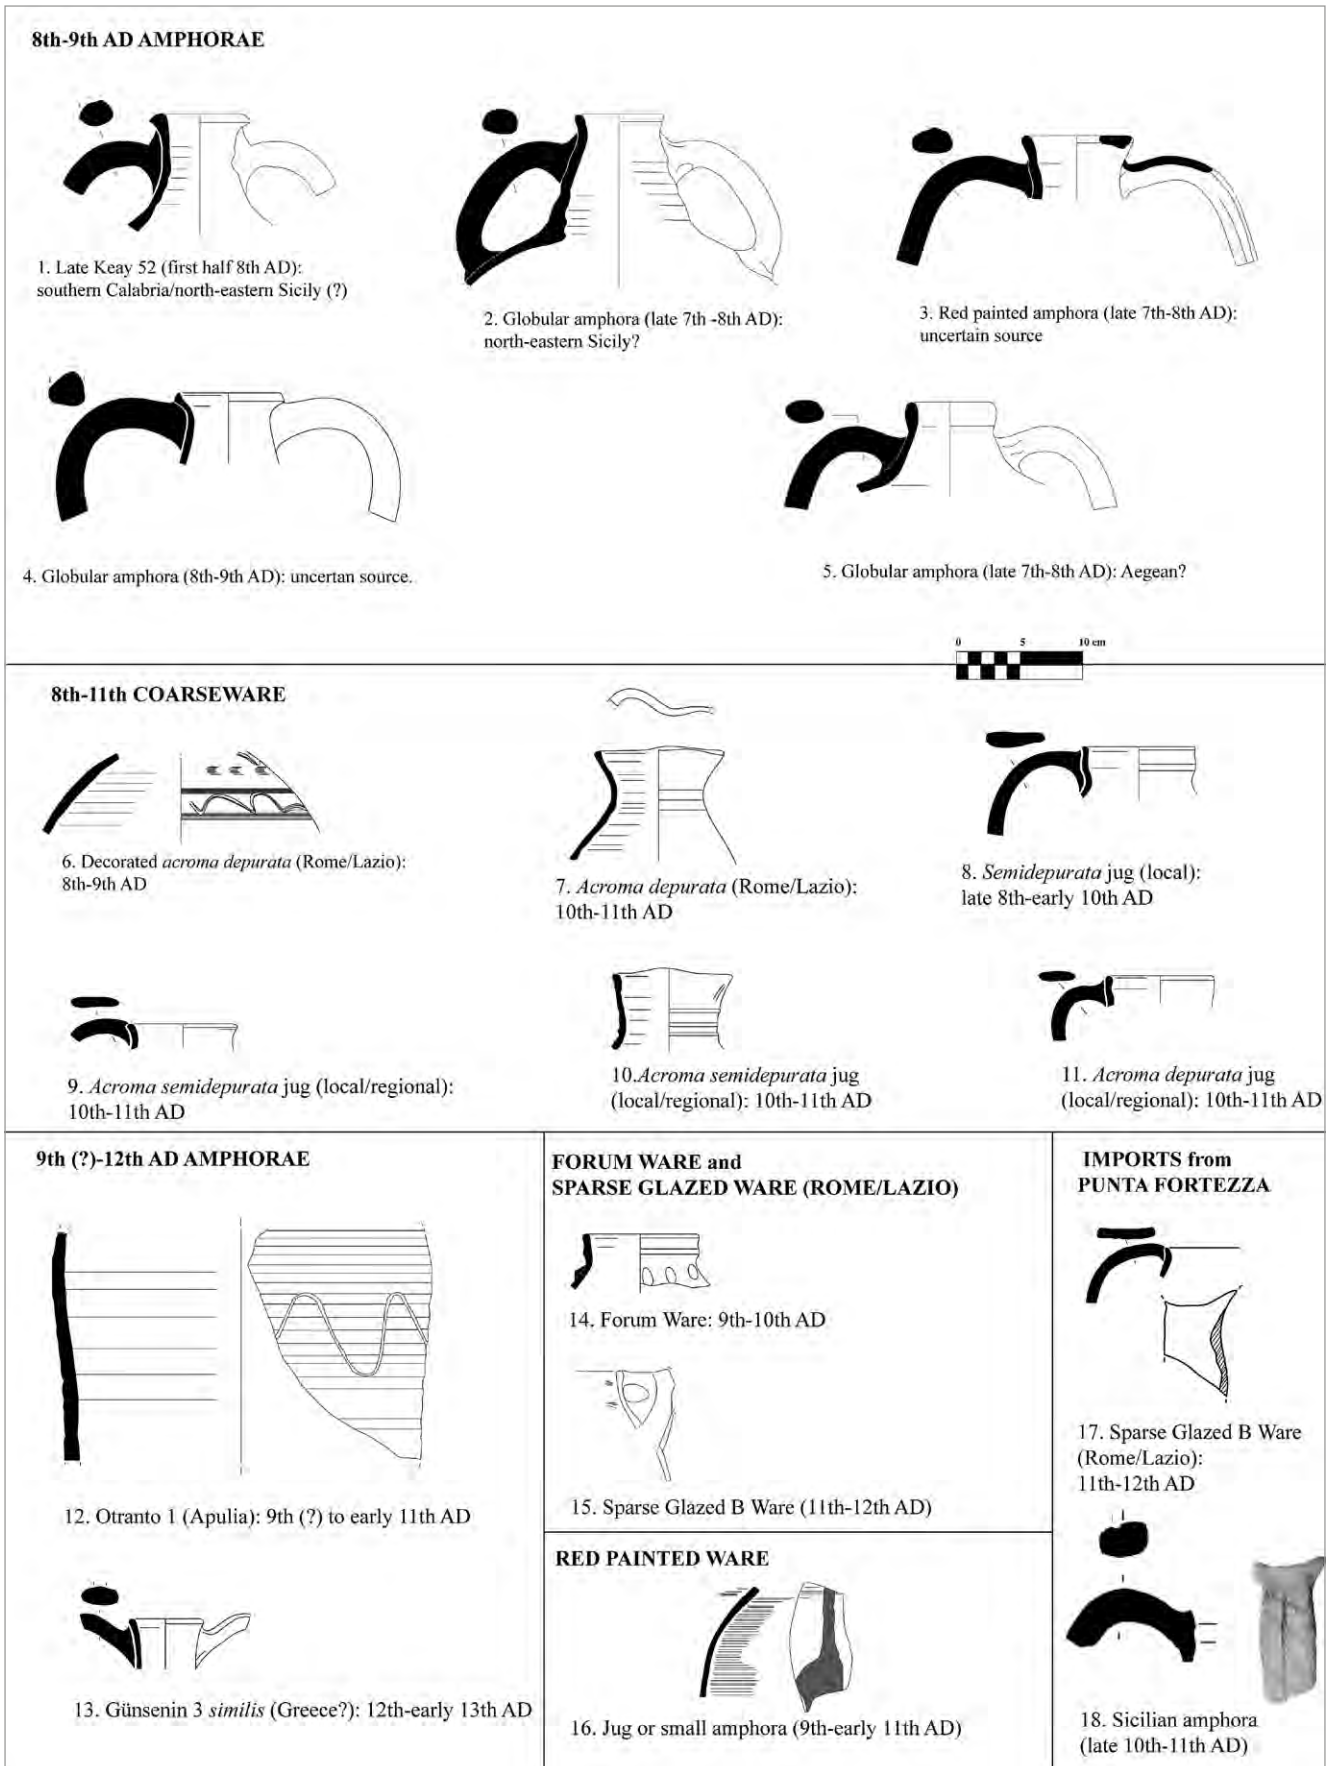 8th-9th AD AMPHORAE
1. Late Keay 52 (first half 8th AD):
southern Calabria/north-eastern Sicily (?)
2. Globular amphora (late 7th -8th AD):
north-eastern Sicily?
3. Red painted amphora (late 7th-8th AD):
uncertain source
4. Globular amphora (8th-9th AD): uncertan source.
5. Globular amphora (late 7th-8th AD): Aegean?
0 5 10 cm
8th-11th COARSEWARE
6. Decorated acroma depurata (Rome/Lazio):
8th-9th AD
7. Acroma depurata (Rome/Lazio):
10th-11th AD
8. Semidepurata jug (local):
late 8th-early 10th AD
9. Acroma semidepurata jug (local/regional):
10th-11th AD
10.Acroma semidepurata jug
(local/regional): 10th-11th AD
11. Acroma depurata jug
(local/regional): 10th-11th AD
9th (?)-12th AD AMPHORAE
12. Otranto 1 (Apulia): 9th (?) to early 11th AD
13. Günsenin 3 similis (Greece?): 12th-early 13th AD
FORUM WARE and
SPARSE GLAZED WARE (ROME/LAZIO)
14. Forum Ware: 9th-10th AD
15. Sparse Glazed B Ware (11th-12th AD)
RED PAINTED WARE
16. Jug or small amphora (9th-early 11th AD)
IMPORTS from
PUNTA FORTEZZA
17. Sparse Glazed B Ware
(Rome/Lazio):
11th-12th AD
18. Sicilian amphora
(late 10th-11th AD)